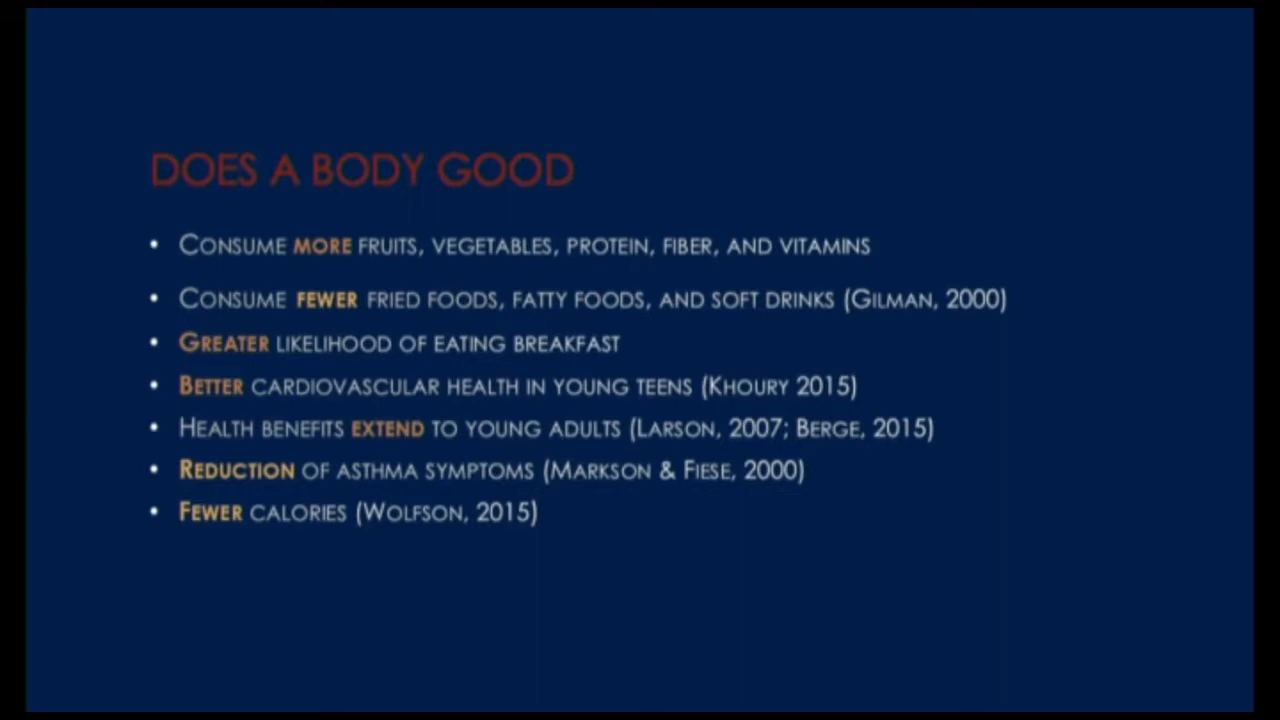 DOES A BODY GOOD
• CONSUME MORE FRUITS, VEGETABLES, PROTEIN, FIBER, AND VITAMINS
• CONSUME FEWER FRIED FOODS, FATTY FOODS, AND SOFT DRINKS (GILMAN, 2000)
• GREATER LIKELIHOOD OF EATING BREAKFAST
• BETTER CARDIOVASCULAR HEALTH IN YOUNG TEENS (KHOURY 2015)
• HEALTH BENEFITS EXTEND TO YOUNG ADULTS (LARSON, 2007; BERGE, 2015)
• REDUCTION OF ASTHMA SYMPTOMS (MARKSON & FIESE, 2000)
• FEWER CALORIES (WOLFSON, 2015)